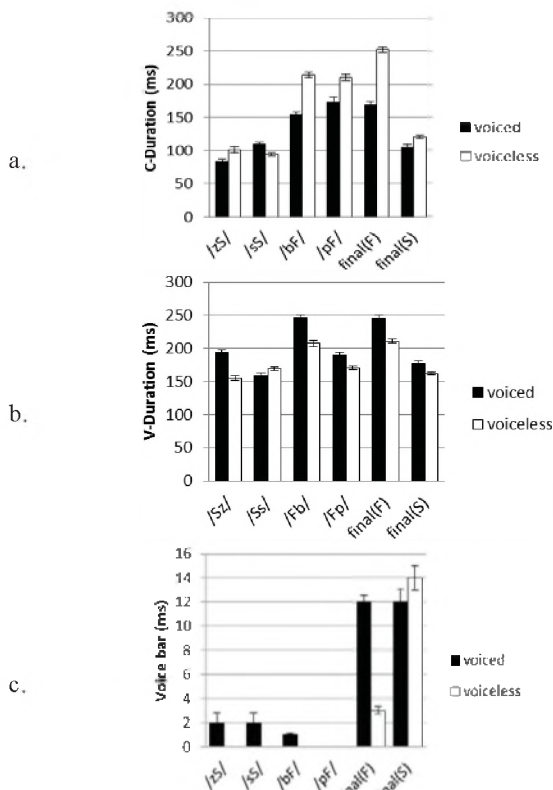 a.
C-Duration (ms)
300
250
200
150
100
50
0
/zS/
/sS/
/bF/
/pF/
final(F)
final(S)
voiced
voiceless
b.
V-Duration (ms)
300
250
200
150
100
50
0
/Sz/
/Ss/
/Fb/
/Fp/
final(F)
final(S)
voiced
voiceless
c.
Voice bar (ms)
16
14
12
10
8
6
4
2
0
/zS/
/sS/
/bF/
/pF/
final(F)
final(S)
voiced
voiceless